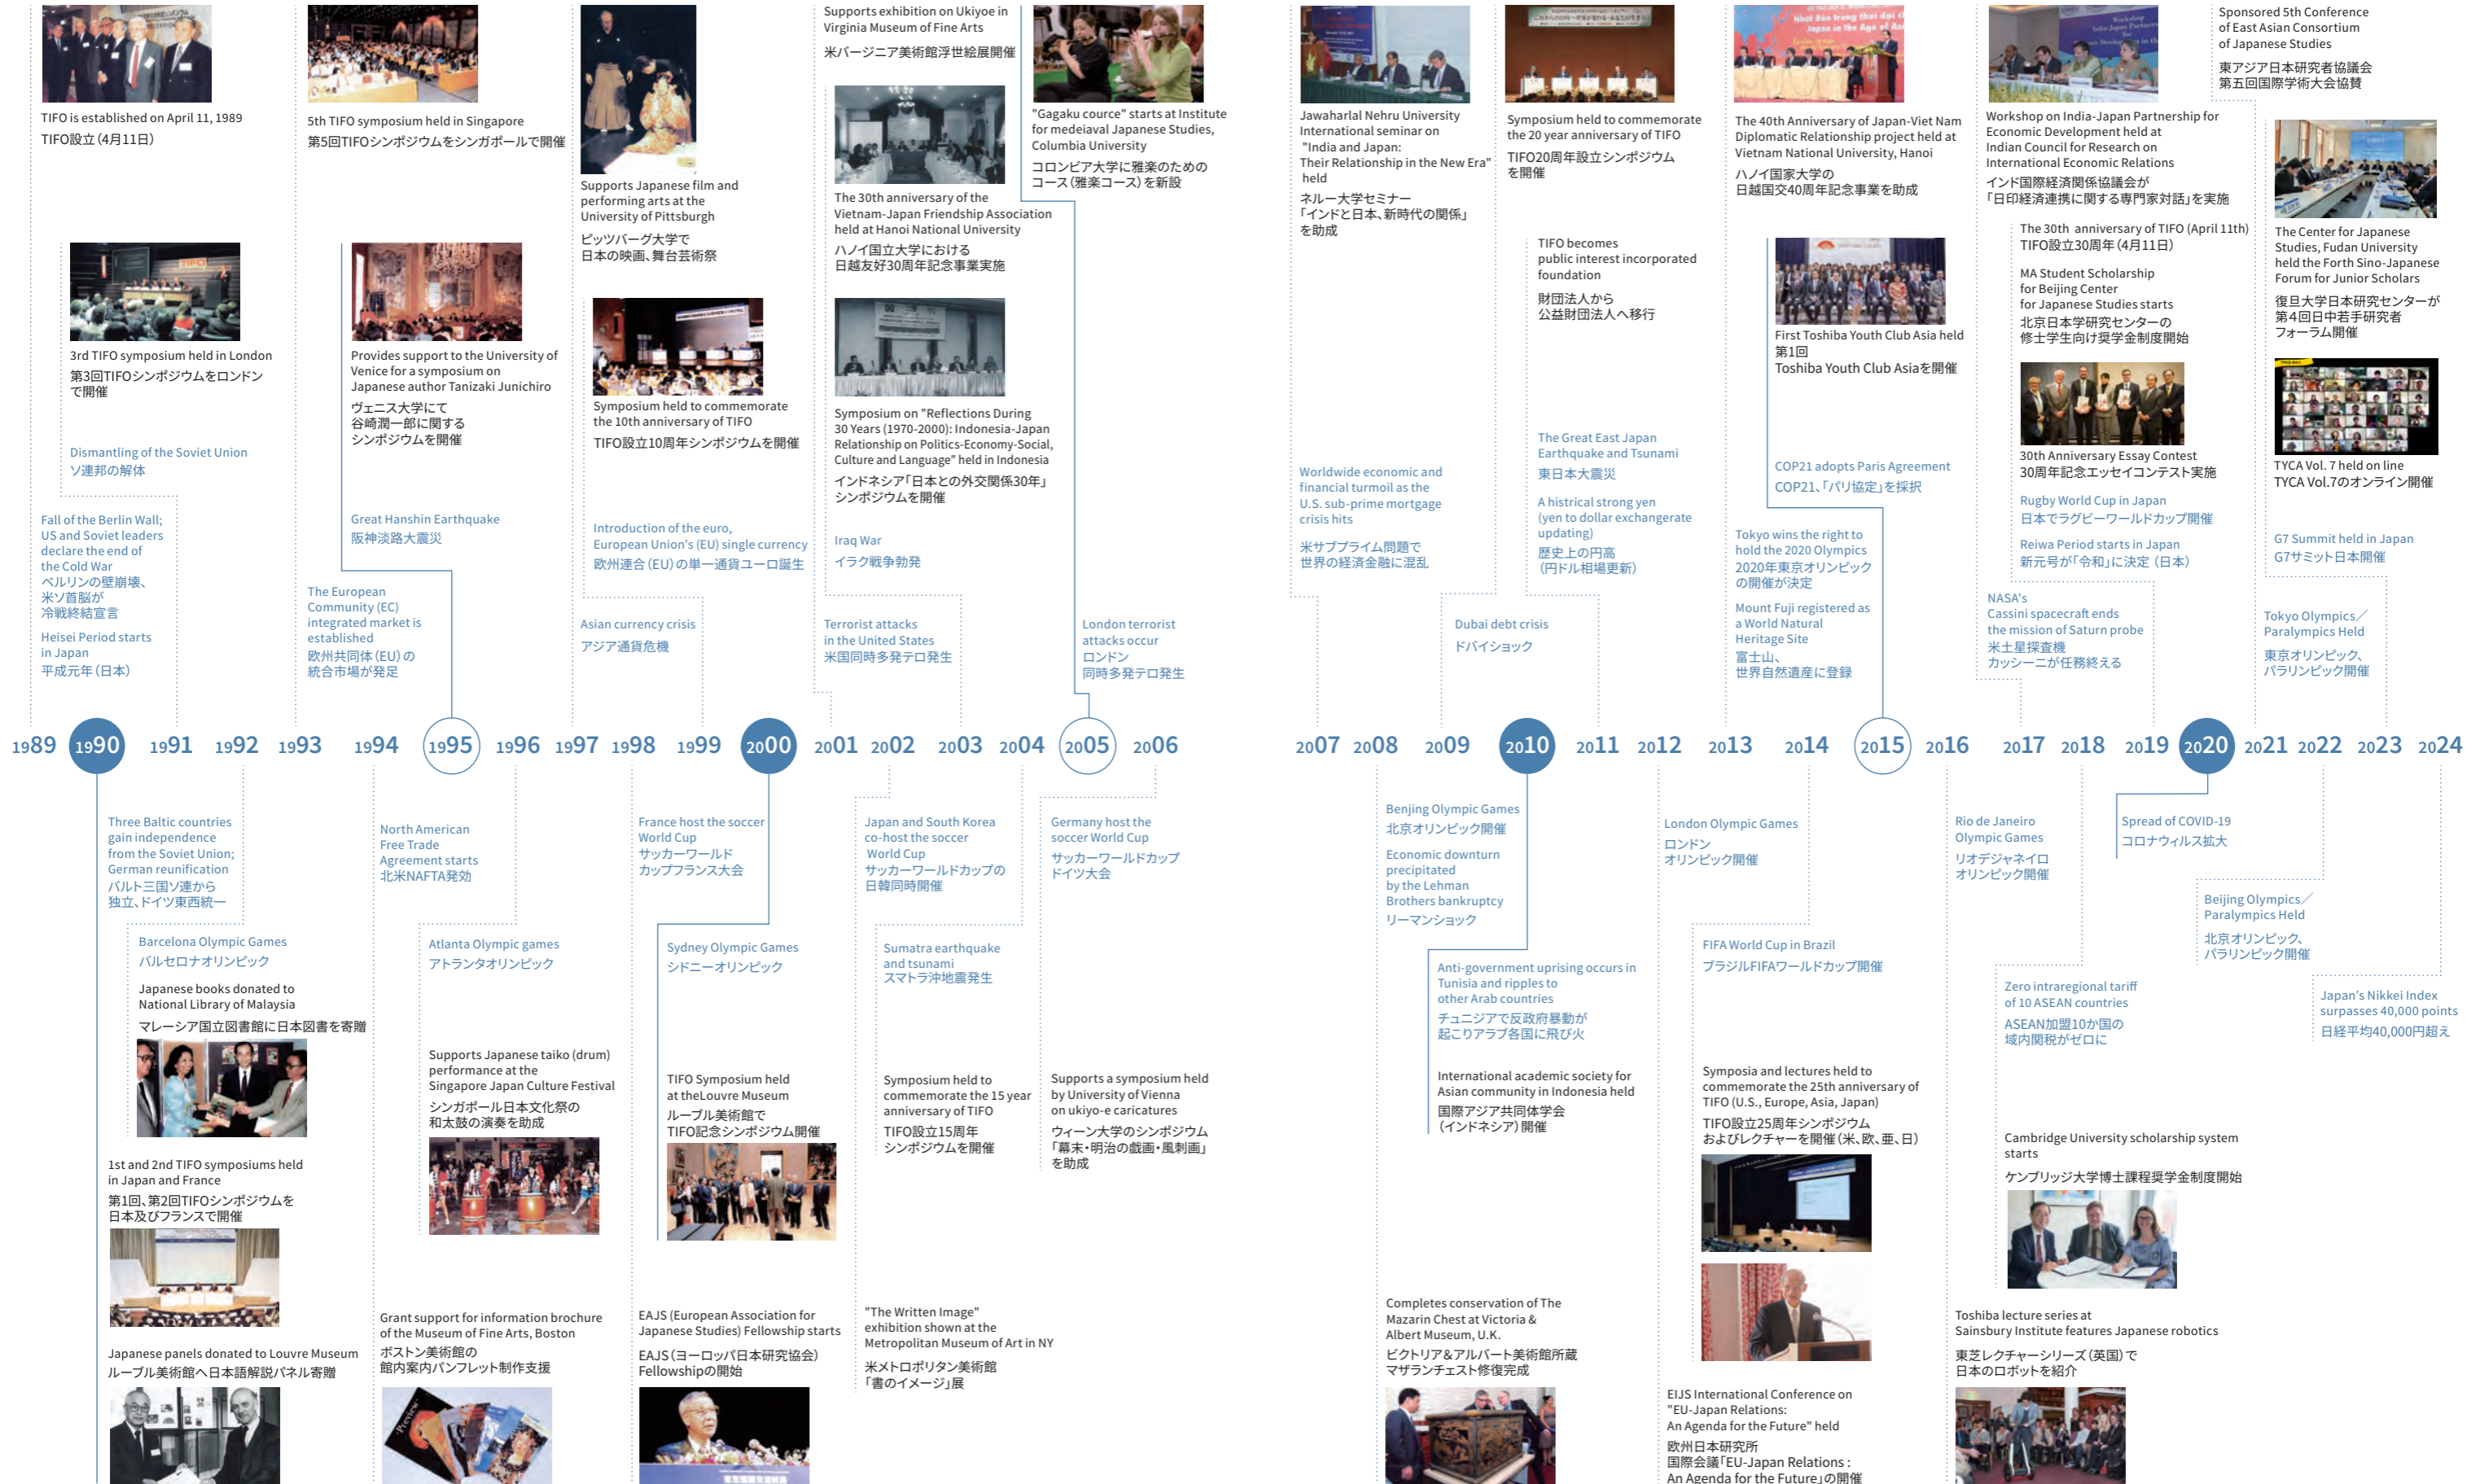 TIFO is established on April 11, 1989
TIFO設立（4月11日）
3rd TIFO symposium held in London
第3回TIFOシンポジウムをロンドン
で開催
Dismantling of the Soviet Union
ソ連邦の解体
Fall of the Berlin Wall;
US and Soviet leaders
declare the end of
the Cold War
ベルリンの壁崩壊、
米ソ首脳が
冷戦終結宣言
Heisei Period starts
in Japan
平成元年（日本）
5th TIFO symposium held in Singapore
第5回TIFOシンポジウムをシンガポールで開催
Provides support to the University of
Venice for a symposium on
Japanese author Tanizaki Junichiro
ヴェニス大学にて
谷崎潤一郎に関する
シンポジウムを開催
Great Hanshin Earthquake
阪神淡路大震災
The European
Community (EC)
integrated market is
established
欧州共同体（EU）の
統合市場が発足
Supports Japanese film and
performing arts at the
University of Pittsburgh
ピッツバーグ大学で
日本の映画、舞台芸術祭
Symposium held to commemorate
the 10th anniversary of TIFO
TIFO設立10周年シンポジウムを開催
Introduction of the euro,
European Union's (EU) single currency
欧州連合（EU）の単一通貨ユーロ誕生
Asian currency crisis
アジア通貨危機
Supports exhibition on Ukiyoe in
Virginia Museum of Fine Arts
米バージニア美術館浮世絵展開催
The 30th anniversary of the
Vietnam-Japan Friendship Association
held at Hanoi National University
ハノイ国立大学における
日越友好30周年記念事業実施
Symposium on "Reflections During
30 Years (1970-2000): Indonesia-Japan
Relationship on Politics-Economy-Social,
Culture and Language" held in Indonesia
インドネシア「日本との外交関係30年」
シンポジウムを開催
Iraq War
イラク戦争勃発
Terrorist attacks
in the United States
米国同時多発テロ発生
"Gagaku cource" starts at Institute
for medeiaval Japanese Studies,
Columbia University
コロンビア大学に雅楽のための
コース（雅楽コース）を新設
London terrorist
attacks occur
ロンドン
同時多発テロ発生
Jawaharlal Nehru University
International seminar on
"India and Japan:
Their Relationship in the New Era"
held
ネルー大学セミナー
「インドと日本、新時代の関係」
を助成
Worldwide economic and
financial turmoil as the
U.S. sub-prime mortgage
crisis hits
米サブプライム問題で
世界の経済金融に混乱
Symposium held to commemorate
the 20 year anniversary of TIFO
TIFO20周年設立シンポジウム
を開催
TIFO becomes
public interest incorporated
foundation
財団法人から
公益財団法人へ移行
The Great East Japan
Earthquake and Tsunami
東日本大震災
A histrical strong yen
(yen to dollar exchangerate
updating)
歴史上の円高
（円ドル相場更新）
Dubai debt crisis
ドバイショック
Nhat Ban trong thoi dai c
Japan in the Age of As
The 40th Anniversary of Japan-Viet Nam
Diplomatic Relationship project held at
Vietnam National University, Hanoi
ハノイ国家大学の
日越国交40周年記念事業を助成
First Toshiba Youth Club Asia held
第1回
Toshiba Youth Club Asiaを開催
COP21 adopts Paris Agreement
COP21、「パリ協定」を採択
Tokyo wins the right to
hold the 2020 Olympics
2020年東京オリンピック
の開催が決定
Mount Fuji registered as
a World Natural
Heritage Site
富士山、
世界自然遺産に登録
Workshop
India-Japan Partners
Workshop on India-Japan Partnership for
Economic Development held at
Indian Council for Research on
International Economic Relations
インド国際経済関係協議会が
「日印経済連携に関する専門家対話」を実施
The 30th anniversary of TIFO (April 11th)
TIFO設立30周年（4月11日）
MA Student Scholarship
for Beijing Center
for Japanese Studies starts
北京日本学研究センターの
修士学生向け奨学金制度開始
30th Anniversary Essay Contest
30周年記念エッセイコンテスト実施
Rugby World Cup in Japan
日本でラグビーワールドカップ開催
Reiwa Period starts in Japan
新元号が「令和」に決定（日本）
NASA's
Cassini spacecraft ends
the mission of Saturn probe
米土星探査機
カッシーニが任務終える
Sponsored 5th Conference
of East Asian Consortium
of Japanese Studies
東アジア日本研究者協議会
第五回国際学術大会協賛
The Center for Japanese
Studies, Fudan University
held the Forth Sino-Japanese
Forum for Junior Scholars
復旦大学日本研究センターが
第４回日中若手研究者
フォーラム開催
TYCA Vol. 7 held on line
TYCA Vol.7のオンライン開催
G7 Summit held in Japan
G7サミット日本開催
Tokyo Olympics／
Paralympics Held
東京オリンピック、
パラリンピック開催
1989 1990 1991 1992 1993 1994 1995 1996 1997 1998 1999 2000 2001 2002 2003 2004 2005 2006 2007 2008 2009 2010 2011 2012 2013 2014 2015 2016 2017 2018 2019 2020 2021 2022 2023 2024
Three Baltic countries
gain independence
from the Soviet Union;
German reunification
バルト三国ソ連から
独立、ドイツ東西統一
Barcelona Olympic Games
バルセロナオリンピック
Japanese books donated to
National Library of Malaysia
マレーシア国立図書館に日本図書を寄贈
1st and 2nd TIFO symposiums held
in Japan and France
第1回、第2回TIFOシンポジウムを
日本及びフランスで開催
Japanese panels donated to Louvre Museum
ルーブル美術館へ日本語解説パネル寄贈
North American
Free Trade
Agreement starts
北米NAFTA発効
Atlanta Olympic games
アトランタオリンピック
Supports Japanese taiko (drum)
performance at the
Singapore Japan Culture Festival
シンガポール日本文化祭の
和太鼓の演奏を助成
Grant support for information brochure
of the Museum of Fine Arts, Boston
ボストン美術館の
館内案内パンフレット制作支援
Preview
France host the soccer
World Cup
サッカーワールド
カップフランス大会
Sydney Olympic Games
シドニーオリンピック
TIFO Symposium held
at theLouvre Museum
ルーブル美術館で
TIFO記念シンポジウム開催
EAJS (European Association for
Japanese Studies) Fellowship starts
EAJS（ヨーロッパ日本研究協会）
Fellowshipの開始
Japan and South Korea
co-host the soccer
World Cup
サッカーワールドカップの
日韓同時開催
Sumatra earthquake
and tsunami
スマトラ沖地震発生
Symposium held to
commemorate the 15 year
anniversary of TIFO
TIFO設立15周年
シンポジウムを開催
"The Written Image"
exhibition shown at the
Metropolitan Museum of Art in NY
米メトロポリタン美術館
「書のイメージ」展
Germany host the
soccer World Cup
サッカーワールドカップ
ドイツ大会
Supports a symposium held
by University of Vienna
on ukiyo-e caricatures
ウィーン大学のシンポジウム
「幕末・明治の戯画・風刺画」
を助成
Benjing Olympic Games
北京オリンピック開催
Economic downturn
precipitated
by the Lehman
Brothers bankruptcy
リーマンショック
Anti-government uprising occurs in
Tunisia and ripples to
other Arab countries
チュニジアで反政府暴動が
起こりアラブ各国に飛び火
International academic society for
Asian community in Indonesia held
国際アジア共同体学会
（インドネシア）開催
Completes conservation of The
Mazarin Chest at Victoria &
Albert Museum, U.K.
ビクトリア＆アルバート美術館所蔵
マザランチェスト修復完成
London Olympic Games
ロンドン
オリンピック開催
FIFA World Cup in Brazil
ブラジルFIFAワールドカップ開催
Symposia and lectures held to
commemorate the 25th anniversary of
TIFO (U.S., Europe, Asia, Japan)
TIFO設立25周年シンポジウム
およびレクチャーを開催（米、欧、亜、日）
EIJS International Conference on
"EU-Japan Relations:
An Agenda for the Future" held
欧州日本研究所
国際会議「EU-Japan Relations :
An Agenda for the Future」の開催
Rio de Janeiro
Olympic Games
リオデジャネイロ
オリンピック開催
Zero intraregional tariff
of 10 ASEAN countries
ASEAN加盟10か国の
域内関税がゼロに
Cambridge University scholarship system
starts
ケンブリッジ大学博士課程奨学金制度開始
Toshiba lecture series at
Sainsbury Institute features Japanese robotics
東芝レクチャーシリーズ（英国）で
日本のロボットを紹介
Spread of COVID-19
コロナウィルス拡大
Beijing Olympics／
Paralympics Held
北京オリンピック、
パラリンピック開催
Japan's Nikkei Index
surpasses 40,000 points
日経平均40,000円超え